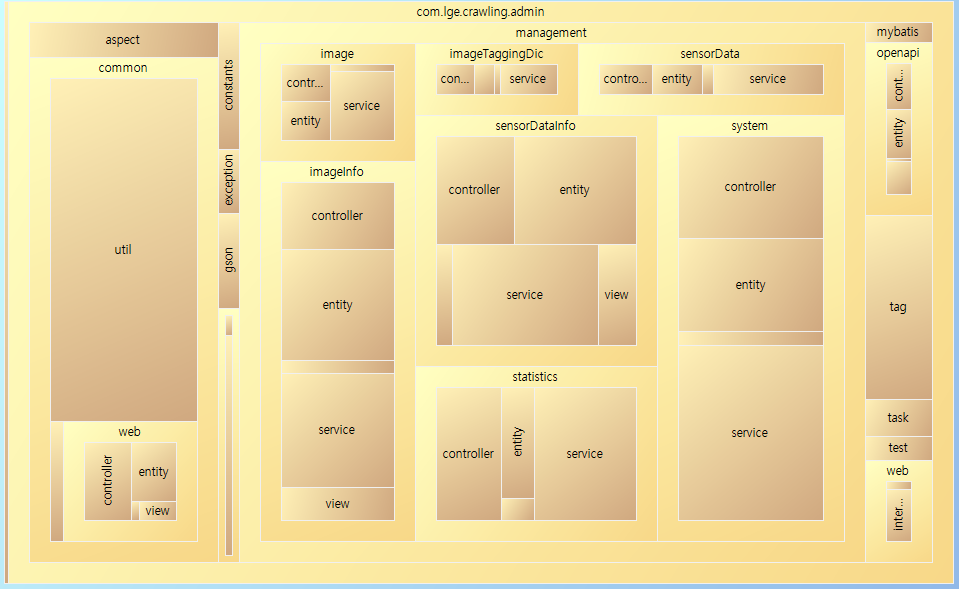 com.lge.crawling.admin
aspect
common
util
web
controller
entity
view
constants
exception
gson
management
image
contr...
entity
service
imageInfo
controller
entity
service
view
imageTaggingDic
con...
service
sensorData
contro...
entity
service
sensorDataInfo
controller
entity
service
view
statistics
controller
entity
service
system
controller
entity
service
mybatis
openapi
cont...
entity
tag
task
test
web
inter...